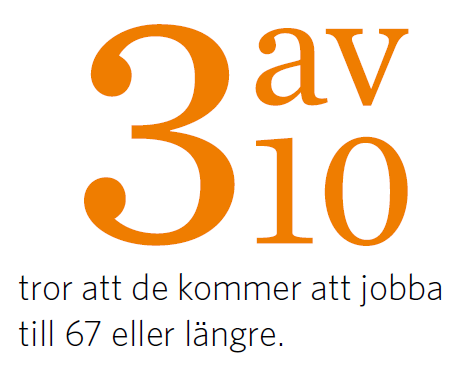 3 av 10
tror att de kommer att jobba
till 67 eller längre.